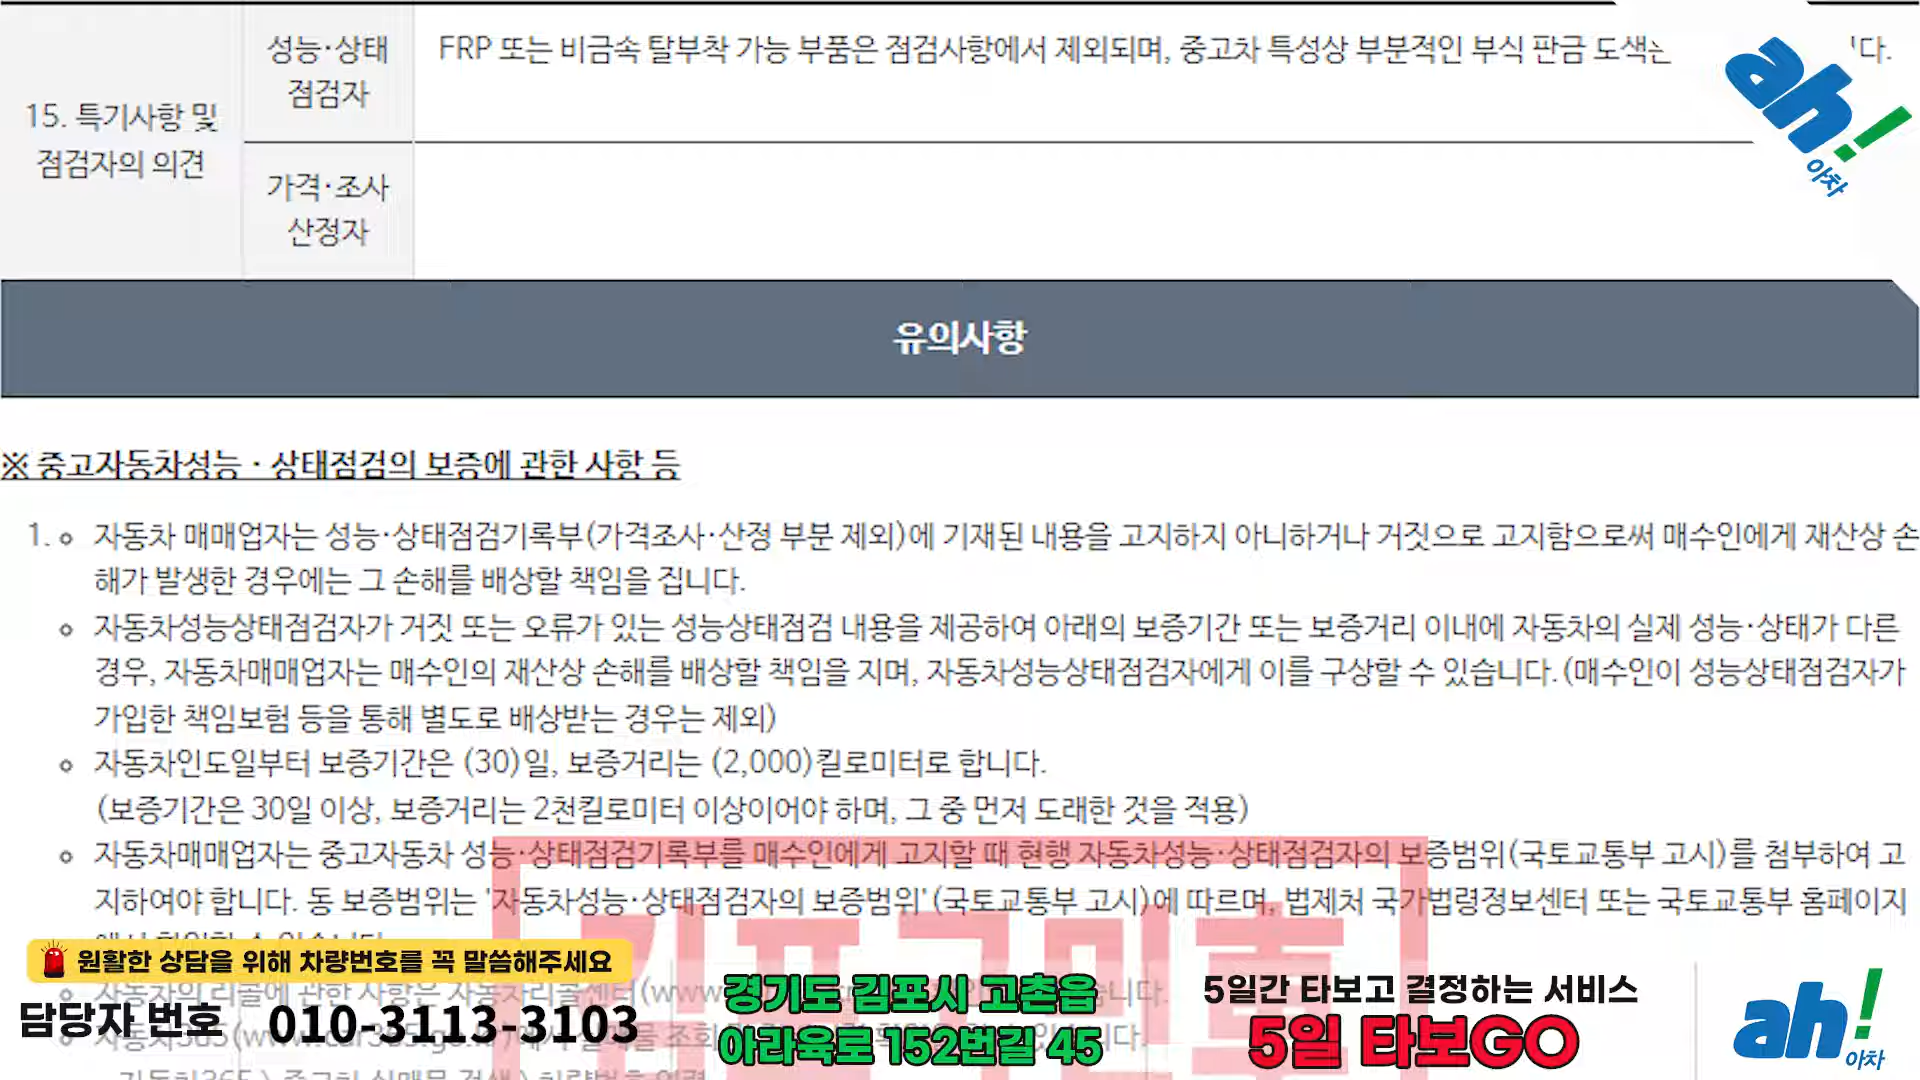 15. 특기사항 및
점검자의 의견
성능·상태
점검자
FRP 또는 비금속 탈부착 가능 부품은 점검사항에서 제외되며, 중고차 특성상 부분적인 부식 판금 도색는
다.
가격·조사
산정자
ah!
아차
유의사항
※ 중고자동차성능 · 상태점검의 보증에 관한 사항 등
1. ○ 자동차 매매업자는 성능·상태점검기록부(가격조사·산정 부분 제외)에 기재된 내용을 고지하지 아니하거나 거짓으로 고지함으로써 매수인에게 재산상 손
해가 발생한 경우에는 그 손해를 배상할 책임을 집니다.
○ 자동차성능상태점검자가 거짓 또는 오류가 있는 성능상태점검 내용을 제공하여 아래의 보증기간 또는 보증거리 이내에 자동차의 실제 성능·상태가 다른
경우, 자동차매매업자는 매수인의 재산상 손해를 배상할 책임을 지며, 자동차성능상태점검자에게 이를 구상할 수 있습니다.(매수인이 성능상태점검자가
가입한 책임보험 등을 통해 별도로 배상받는 경우는 제외)
○ 자동차인도일부터 보증기간은 (30)일, 보증거리는 (2,000)킬로미터로 합니다.
(보증기간은 30일 이상, 보증거리는 2천킬로미터 이상이어야 하며, 그 중 먼저 도래한 것을 적용)
○ 자동차매매업자는 중고자동차 성능·상태점검기록부를 매수인에게 고지할 때 현행 자동차성능·상태점검자의 보증범위(국토교통부 고시)를 첨부하여 고
지하여야 합니다. 동 보증범위는 '자동차성능·상태점검자의 보증범위'(국토교통부 고시)에 따르며, 법제처 국가법령정보센터 또는 국토교통부 홈페이지
○ 자동차의 리콜에 관한 사항은 자동차리콜센터(www
원활한 상담을 위해 차량번호를 꼭 말씀해주세요
담당자 번호 010-3113-3103
경기도 김포시 고촌읍
아라육로 152번길 45
5일간 타보고 결정하는 서비스
5일 타보GO
ah!
아차